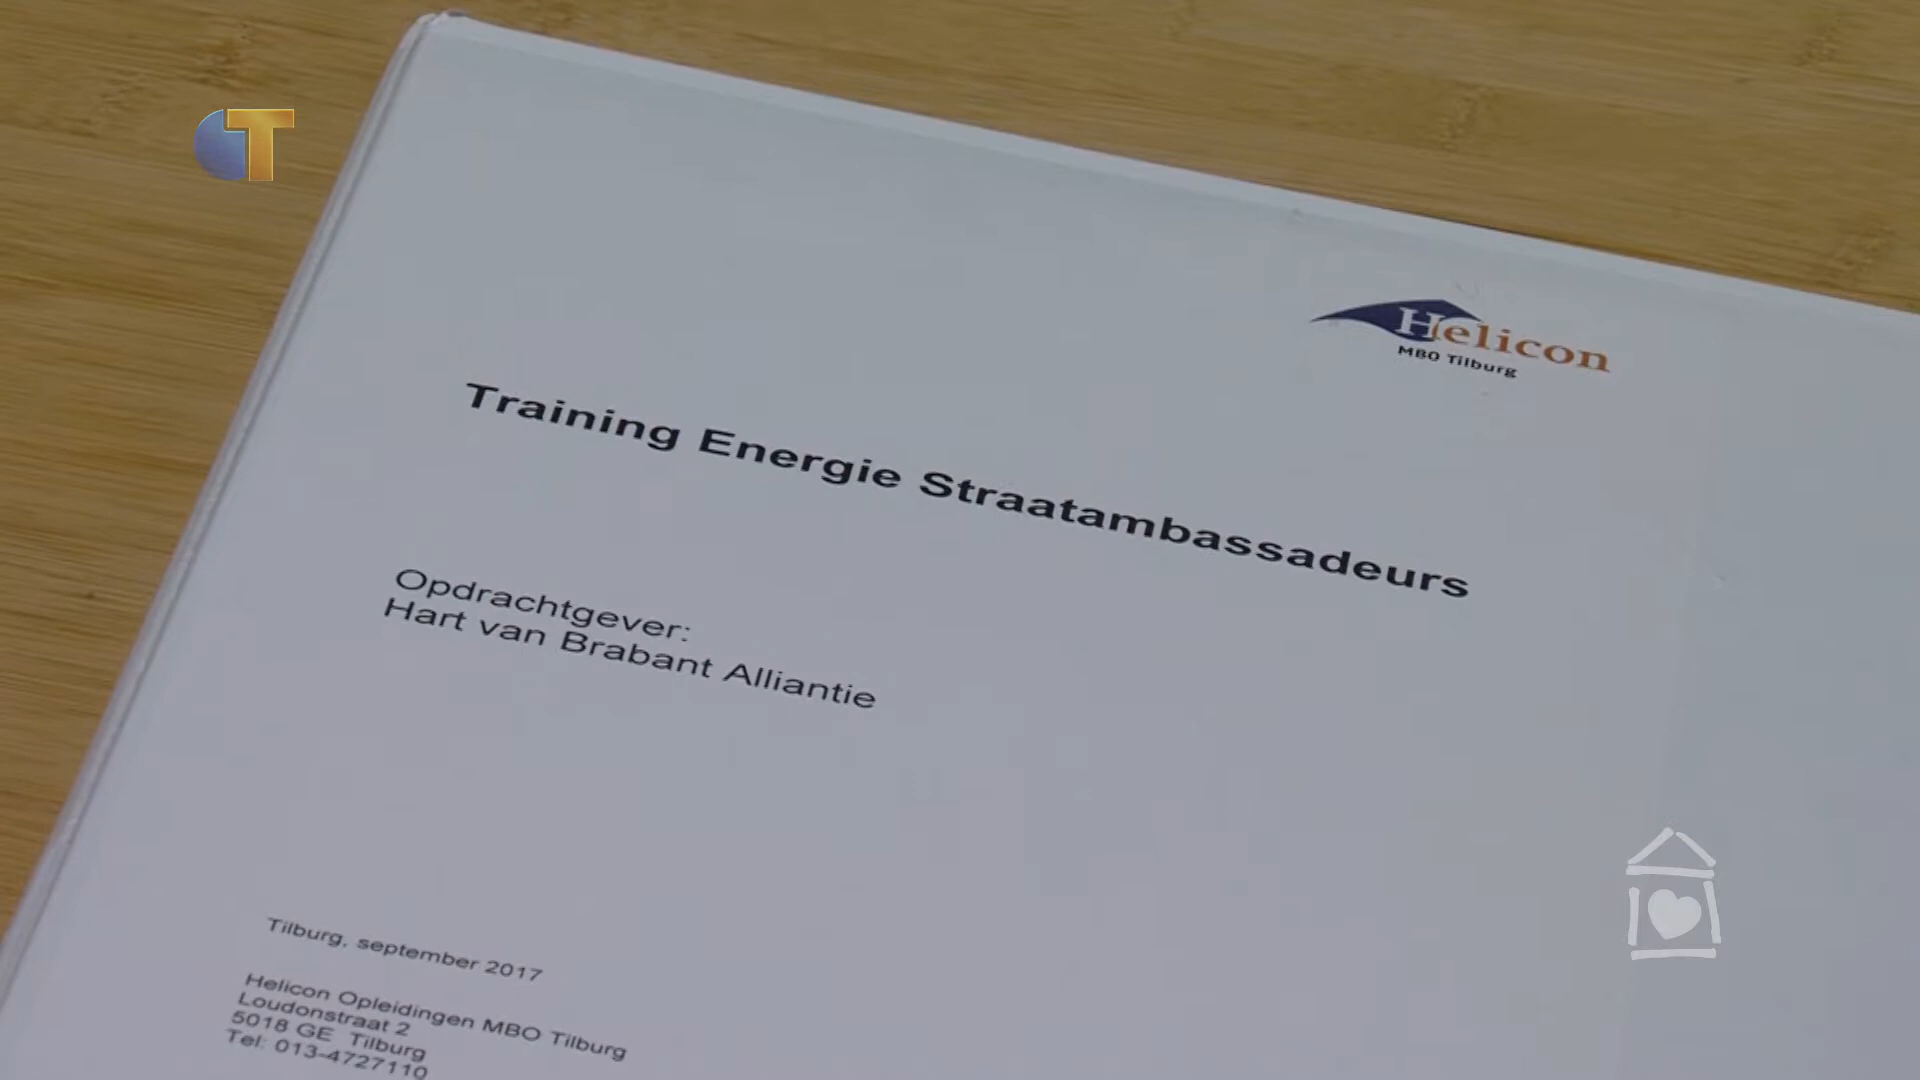 T
Helicon
MBO Tilburg
Training Energie Straatambassadeurs
Opdrachtgever:
Hart van Brabant Alliantie
Tilburg, september 2017
Helicon Opleidingen MBO Tilburg
Loudonstraat 2
5018 GE Tilburg
Tel: 013-4727110